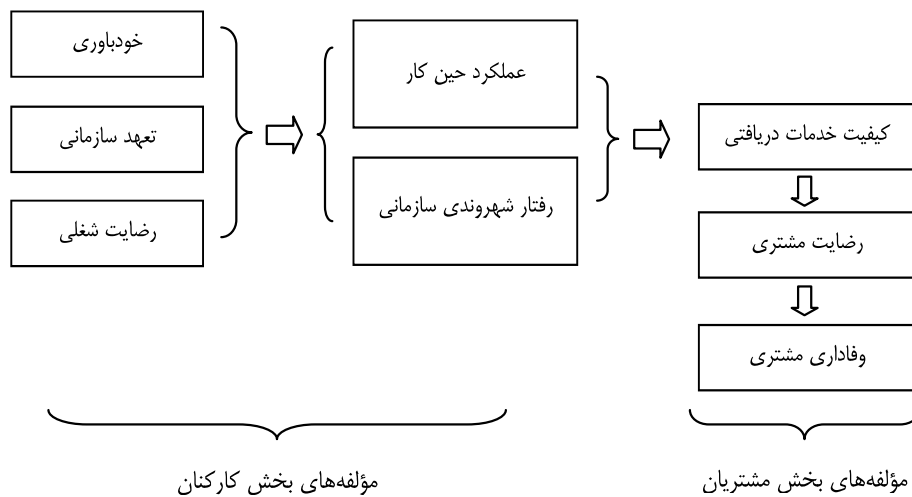 خودباوری
تعهد سازمانی
رضایت شغلی
عملکرد حین کار
رفتار شهروندی سازمانی
کیفیت خدمات دریافتی
رضایت مشتری
وفاداری مشتری
مؤلفه‌های بخش کارکنان
مؤلفه‌های بخش مشتریان